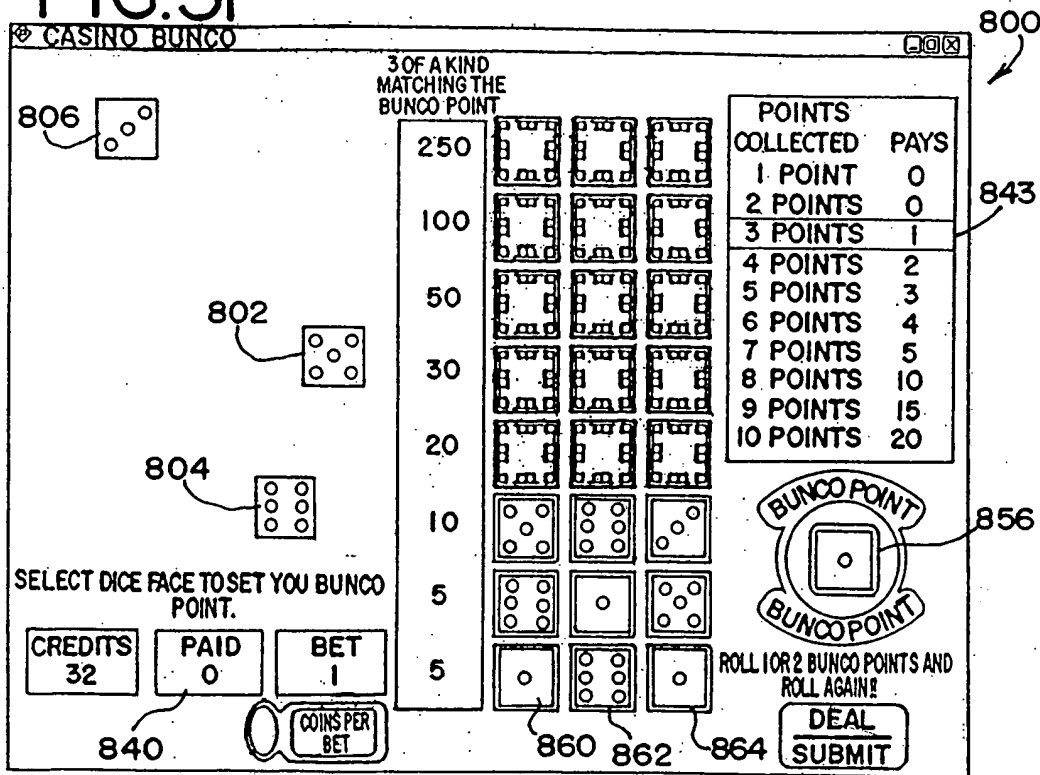 FIG.5I
CASINO BUNCO
800
806
802
804
SELECT DICE FACE TO SET YOU BUNCO
POINT.
CREDITS
32
PAID
0
BET
1
COINS PER
BET
840
3 OF A KIND
MATCHING THE
BUNCO POINT
250
100
50
30
20
10
5
5
860
862
864
POINTS
COLLECTED PAYS
1 POINT 0
2 POINTS 0
3 POINTS 1
4 POINTS 2
5 POINTS 3
6 POINTS 4
7 POINTS 5
8 POINTS 10
9 POINTS 15
10 POINTS 20
843
BUNCO POINT
856
BUNCO POINT
ROLL 1 OR 2 BUNCO POINTS AND
ROLL AGAIN!!
DEAL
SUBMIT